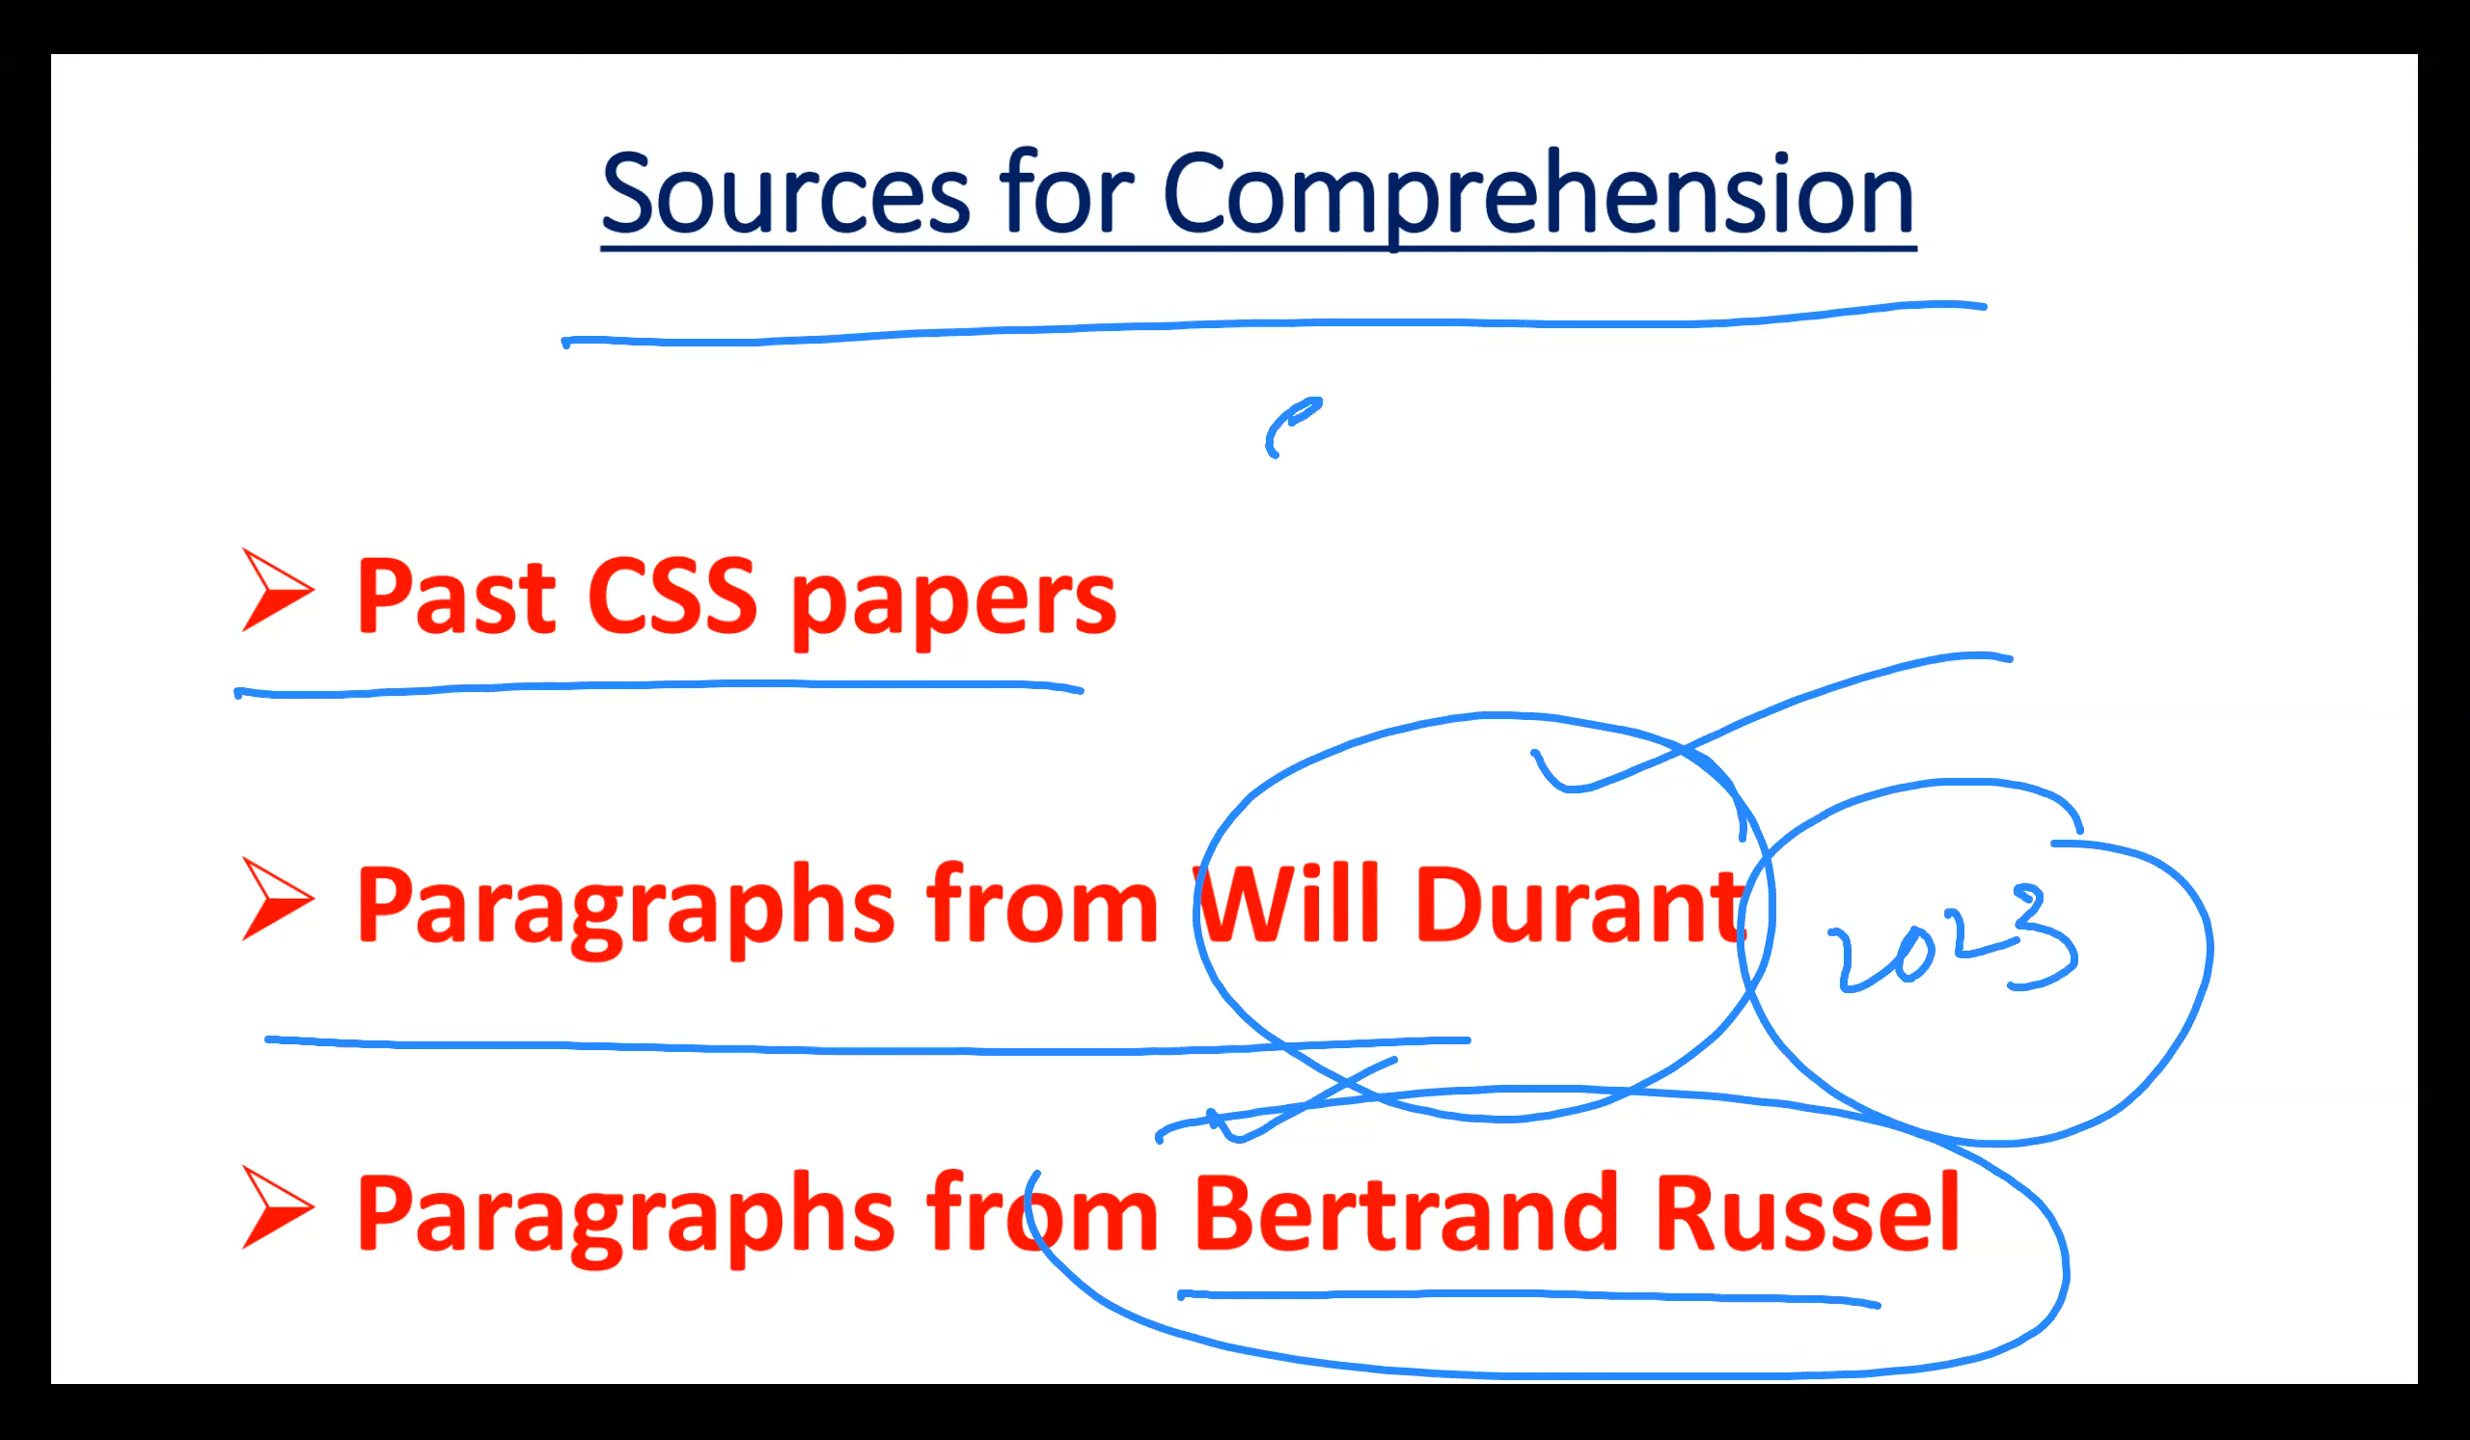 Sources for Comprehension
➢ Past CSS papers
➢ Paragraphs from Will Durant 2023
➢ Paragraphs from Bertrand Russel